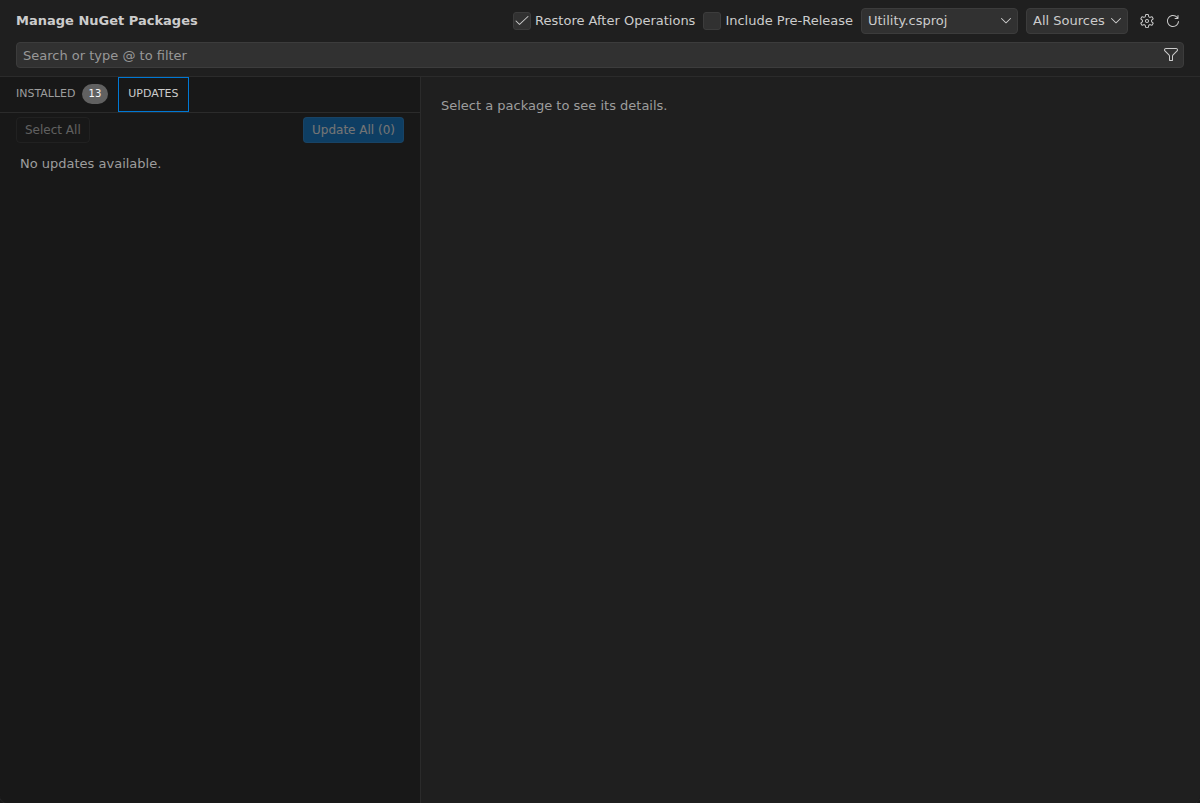 Manage NuGet Packages
Restore After Operations
Include Pre-Release
Utility.csproj
All Sources
Search or type @ to filter
INSTALLED 13 UPDATES
Select All
Update All (0)
No updates available.
Select a package to see its details.